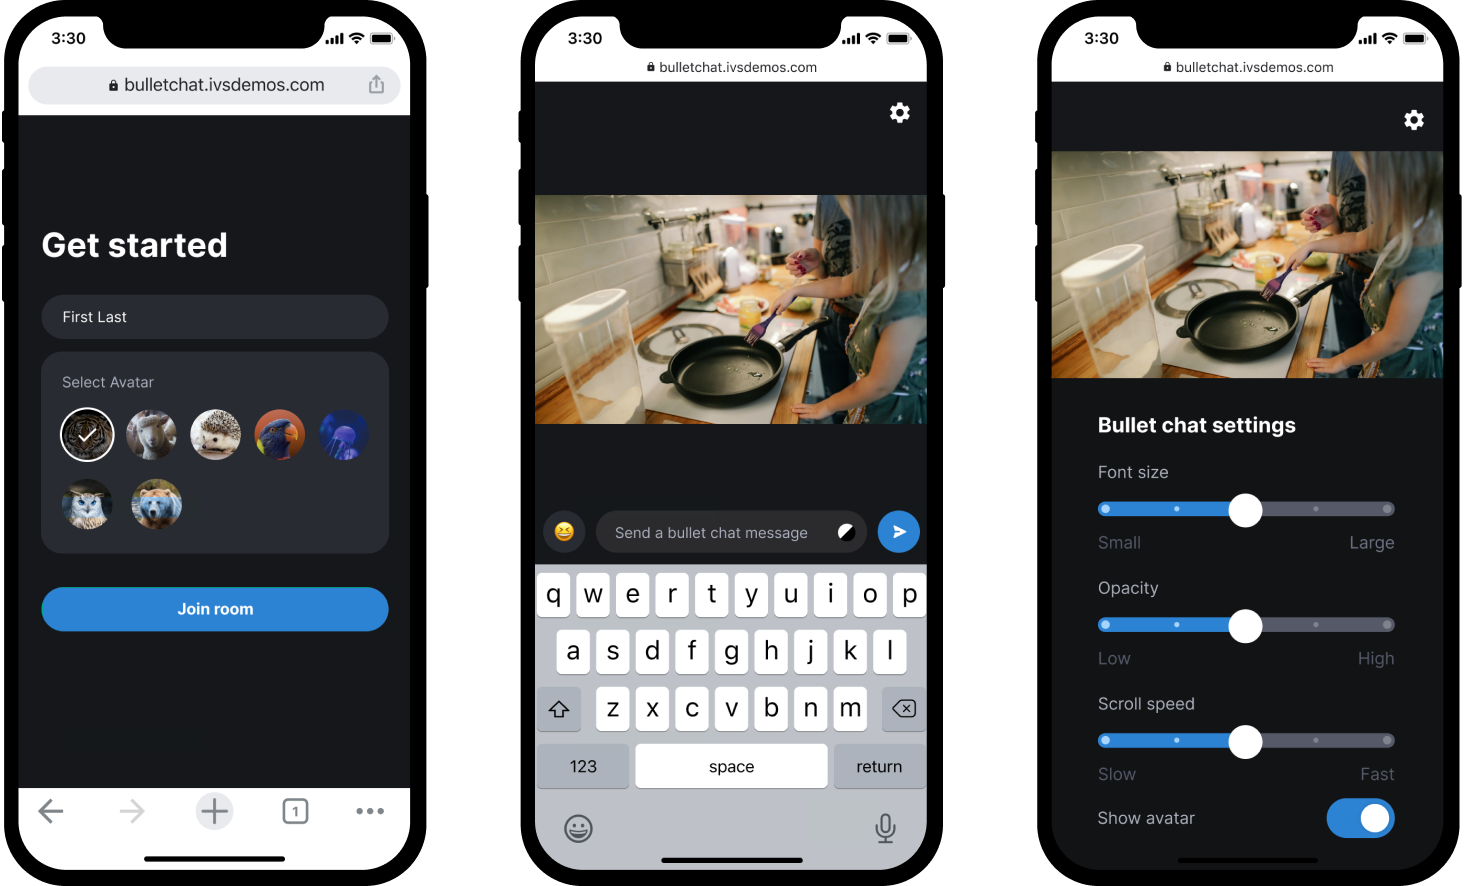 3:30
bulletchat.ivsdemos.com
Get started
First Last
Select Avatar
Join room
1
3:30
bulletchat.ivsdemos.com
Send a bullet chat message
q w e r t y u i o p
a s d f g h j k l
z x c v b n m
123 space return
3:30
bulletchat.ivsdemos.com
Bullet chat settings
Font size
Small Large
Opacity
Low High
Scroll speed
Slow Fast
Show avatar